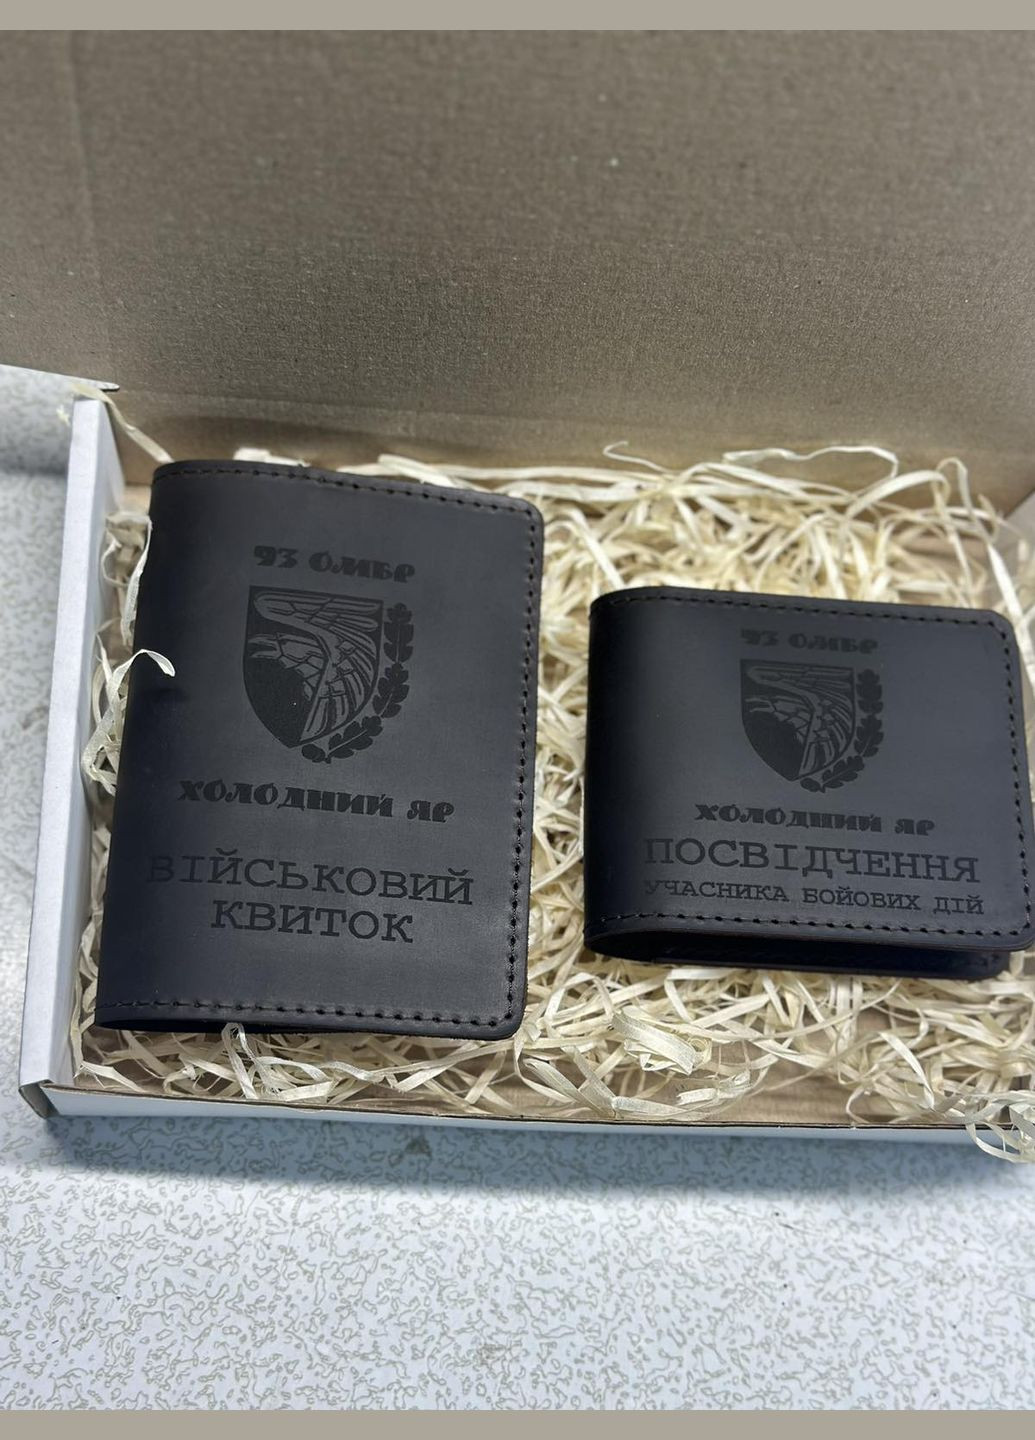 93 ОМБР
ХОЛОДНИЙ ЯР
ВІЙСЬКОВИЙ
КВИТОК
93 ОМБР
ХОЛОДНИЙ ЯР
ПОСВІДЧЕННЯ
УЧАСНИКА БОЙОВИХ ДІЙ